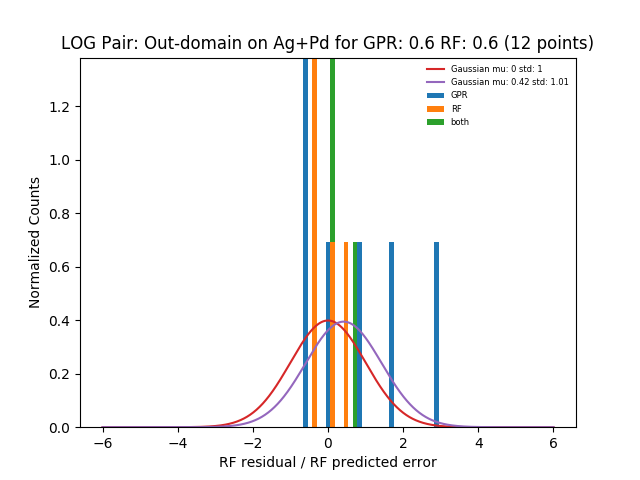 LOG Pair: Out-domain on Ag+Pd for GPR: 0.6 RF: 0.6 (12 points)
Gaussian mu: 0 std: 1
Gaussian mu: 0.42 std: 1.01
GPR
RF
both
Normalized Counts
1.2
1.0
0.8
0.6
0.4
0.2
0.0
−6 −4 −2 0 2 4 6
RF residual / RF predicted error